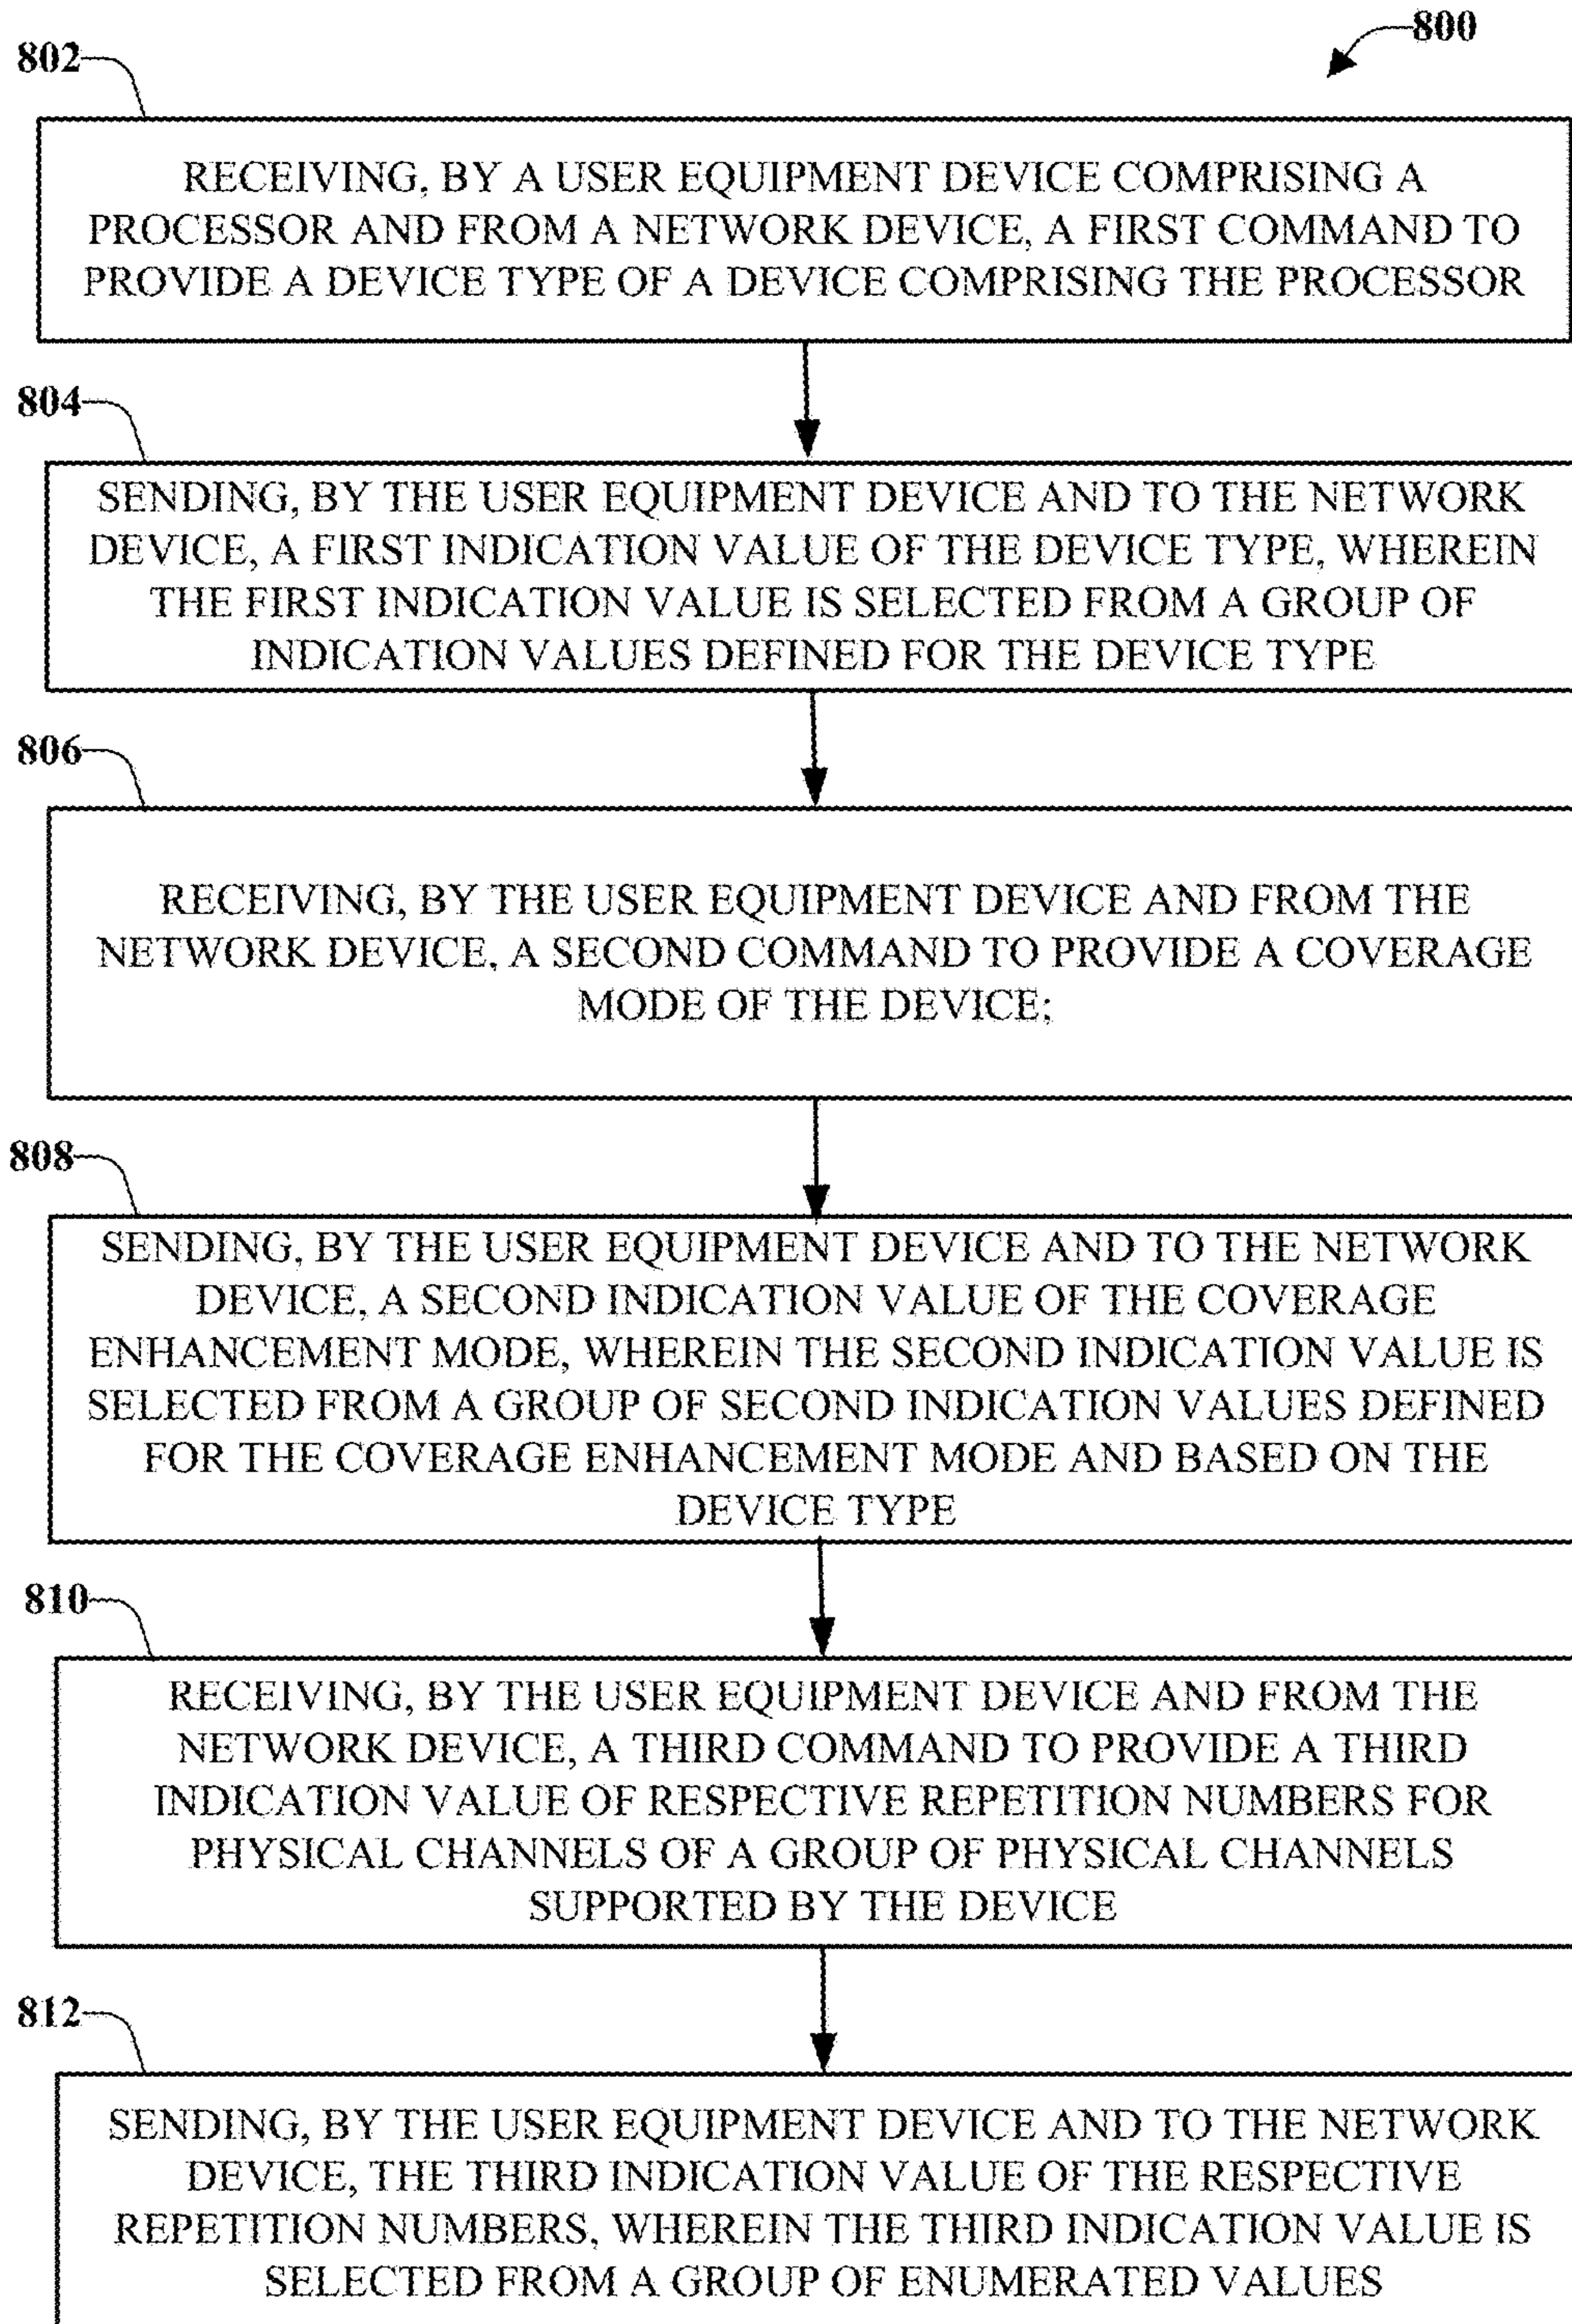 800
802
RECEIVING, BY A USER EQUIPMENT DEVICE COMPRISING A
PROCESSOR AND FROM A NETWORK DEVICE, A FIRST COMMAND TO
PROVIDE A DEVICE TYPE OF A DEVICE COMPRISING THE PROCESSOR
804
SENDING, BY THE USER EQUIPMENT DEVICE AND TO THE NETWORK
DEVICE, A FIRST INDICATION VALUE OF THE DEVICE TYPE, WHEREIN
THE FIRST INDICATION VALUE IS SELECTED FROM A GROUP OF
INDICATION VALUES DEFINED FOR THE DEVICE TYPE
806
RECEIVING, BY THE USER EQUIPMENT DEVICE AND FROM THE
NETWORK DEVICE, A SECOND COMMAND TO PROVIDE A COVERAGE
MODE OF THE DEVICE;
808
SENDING, BY THE USER EQUIPMENT DEVICE AND TO THE NETWORK
DEVICE, A SECOND INDICATION VALUE OF THE COVERAGE
ENHANCEMENT MODE, WHEREIN THE SECOND INDICATION VALUE IS
SELECTED FROM A GROUP OF SECOND INDICATION VALUES DEFINED
FOR THE COVERAGE ENHANCEMENT MODE AND BASED ON THE
DEVICE TYPE
810
RECEIVING, BY THE USER EQUIPMENT DEVICE AND FROM THE
NETWORK DEVICE, A THIRD COMMAND TO PROVIDE A THIRD
INDICATION VALUE OF RESPECTIVE REPETITION NUMBERS FOR
PHYSICAL CHANNELS OF A GROUP OF PHYSICAL CHANNELS
SUPPORTED BY THE DEVICE
812
SENDING, BY THE USER EQUIPMENT DEVICE AND TO THE NETWORK
DEVICE, THE THIRD INDICATION VALUE OF THE RESPECTIVE
REPETITION NUMBERS, WHEREIN THE THIRD INDICATION VALUE IS
SELECTED FROM A GROUP OF ENUMERATED VALUES